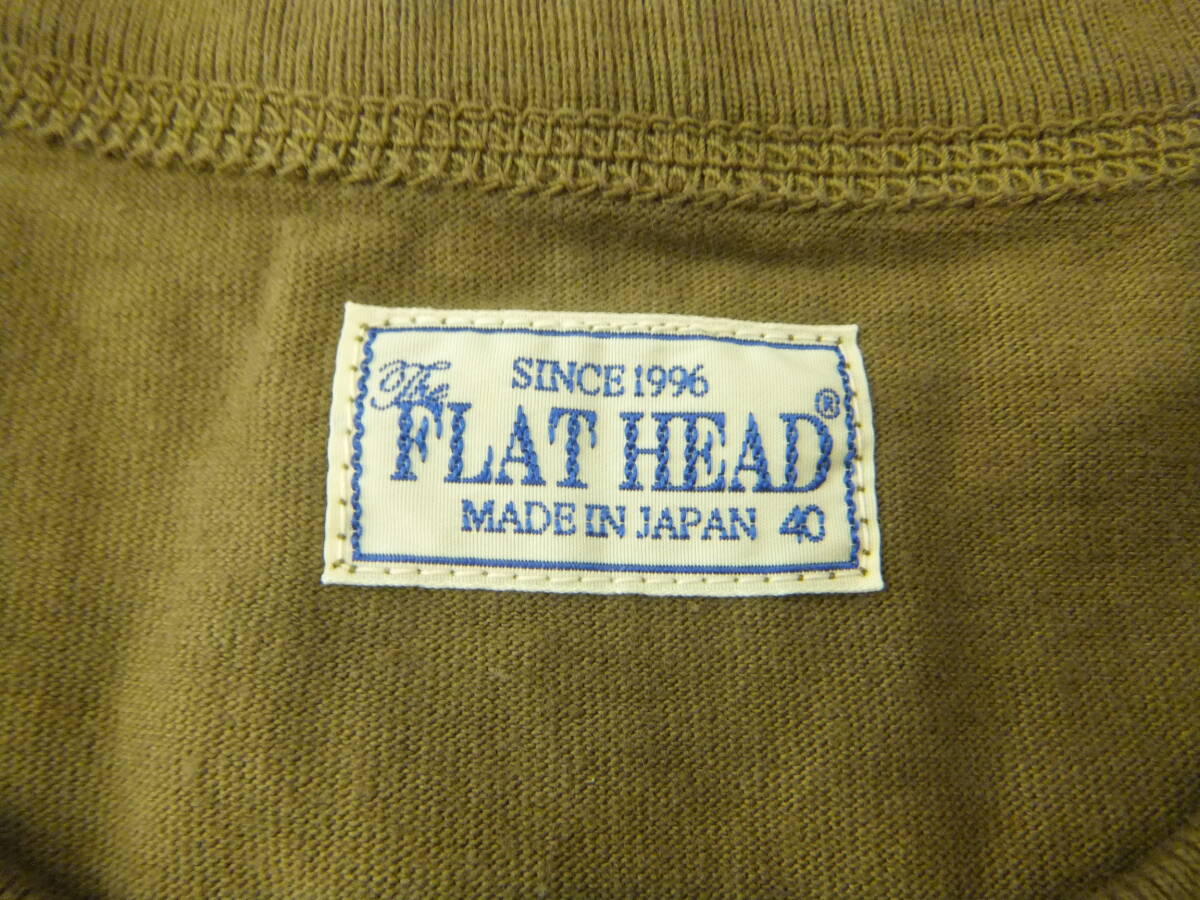 SINCE 1996
The
FLAT HEAD®
MADE IN JAPAN 40